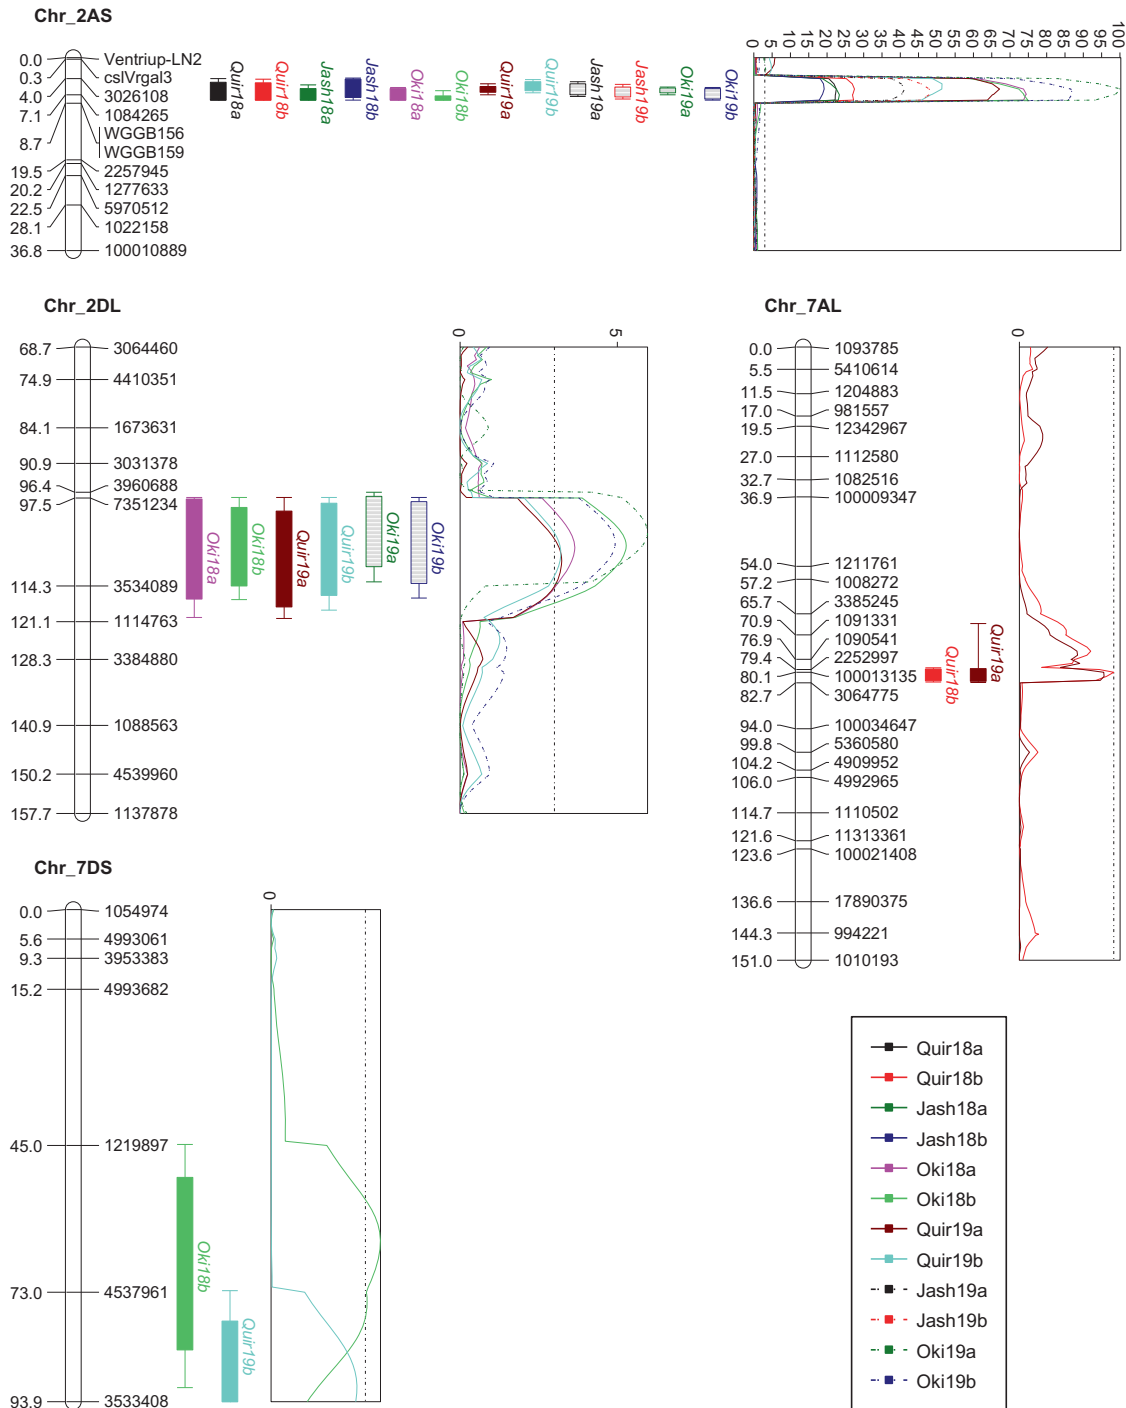 Chr_2AS
0.0 Ventriup-LN2
0.3 cslVrgal3
4.0 3026108
7.1 1084265
8.7 WGGB156
WGGB159
19.5 2257945
20.2 1277633
22.5 5970512
28.1 1022158
36.8 100010889
Quir18a
Quir18b
Jash18a
Jash18b
Oki18a
Oki18b
Quir19a
Quir19b
Jash19a
Jash19b
Oki19a
Oki19b
0 5 10 15 20 25 30 35 40 45 50 55 60 65 70 75 80 85 90 95 100
Chr_2DL
68.7 3064460
74.9 4410351
84.1 1673631
90.9 3031378
96.4 3960688
97.5 7351234
114.3 3534089
121.1 1114763
128.3 3384880
140.9 1088563
150.2 4539960
157.7 1137878
Oki18a
Oki18b
Quir19a
Quir19b
Oki19a
Oki19b
0 5
Chr_7AL
0.0 1093785
5.5 5410614
11.5 1204883
17.0 981557
19.5 12342967
27.0 1112580
32.7 1082516
36.9 100009347
54.0 1211761
57.2 1008272
65.7 3385245
70.9 1091331
76.9 1090541
79.4 2252997
80.1 100013135
82.7 3064775
94.0 100034647
99.8 5360580
104.2 4909952
106.0 4992965
114.7 1110502
121.6 11313361
123.6 100021408
136.6 17890375
144.3 994221
151.0 1010193
Quir18b
Quir19a
0
Chr_7DS
0.0 1054974
5.6 4993061
9.3 3953383
15.2 4993682
45.0 1219897
73.0 4537961
93.9 3533408
Oki18b
Quir19b
0
Quir18a
Quir18b
Jash18a
Jash18b
Oki18a
Oki18b
Quir19a
Quir19b
Jash19a
Jash19b
Oki19a
Oki19b